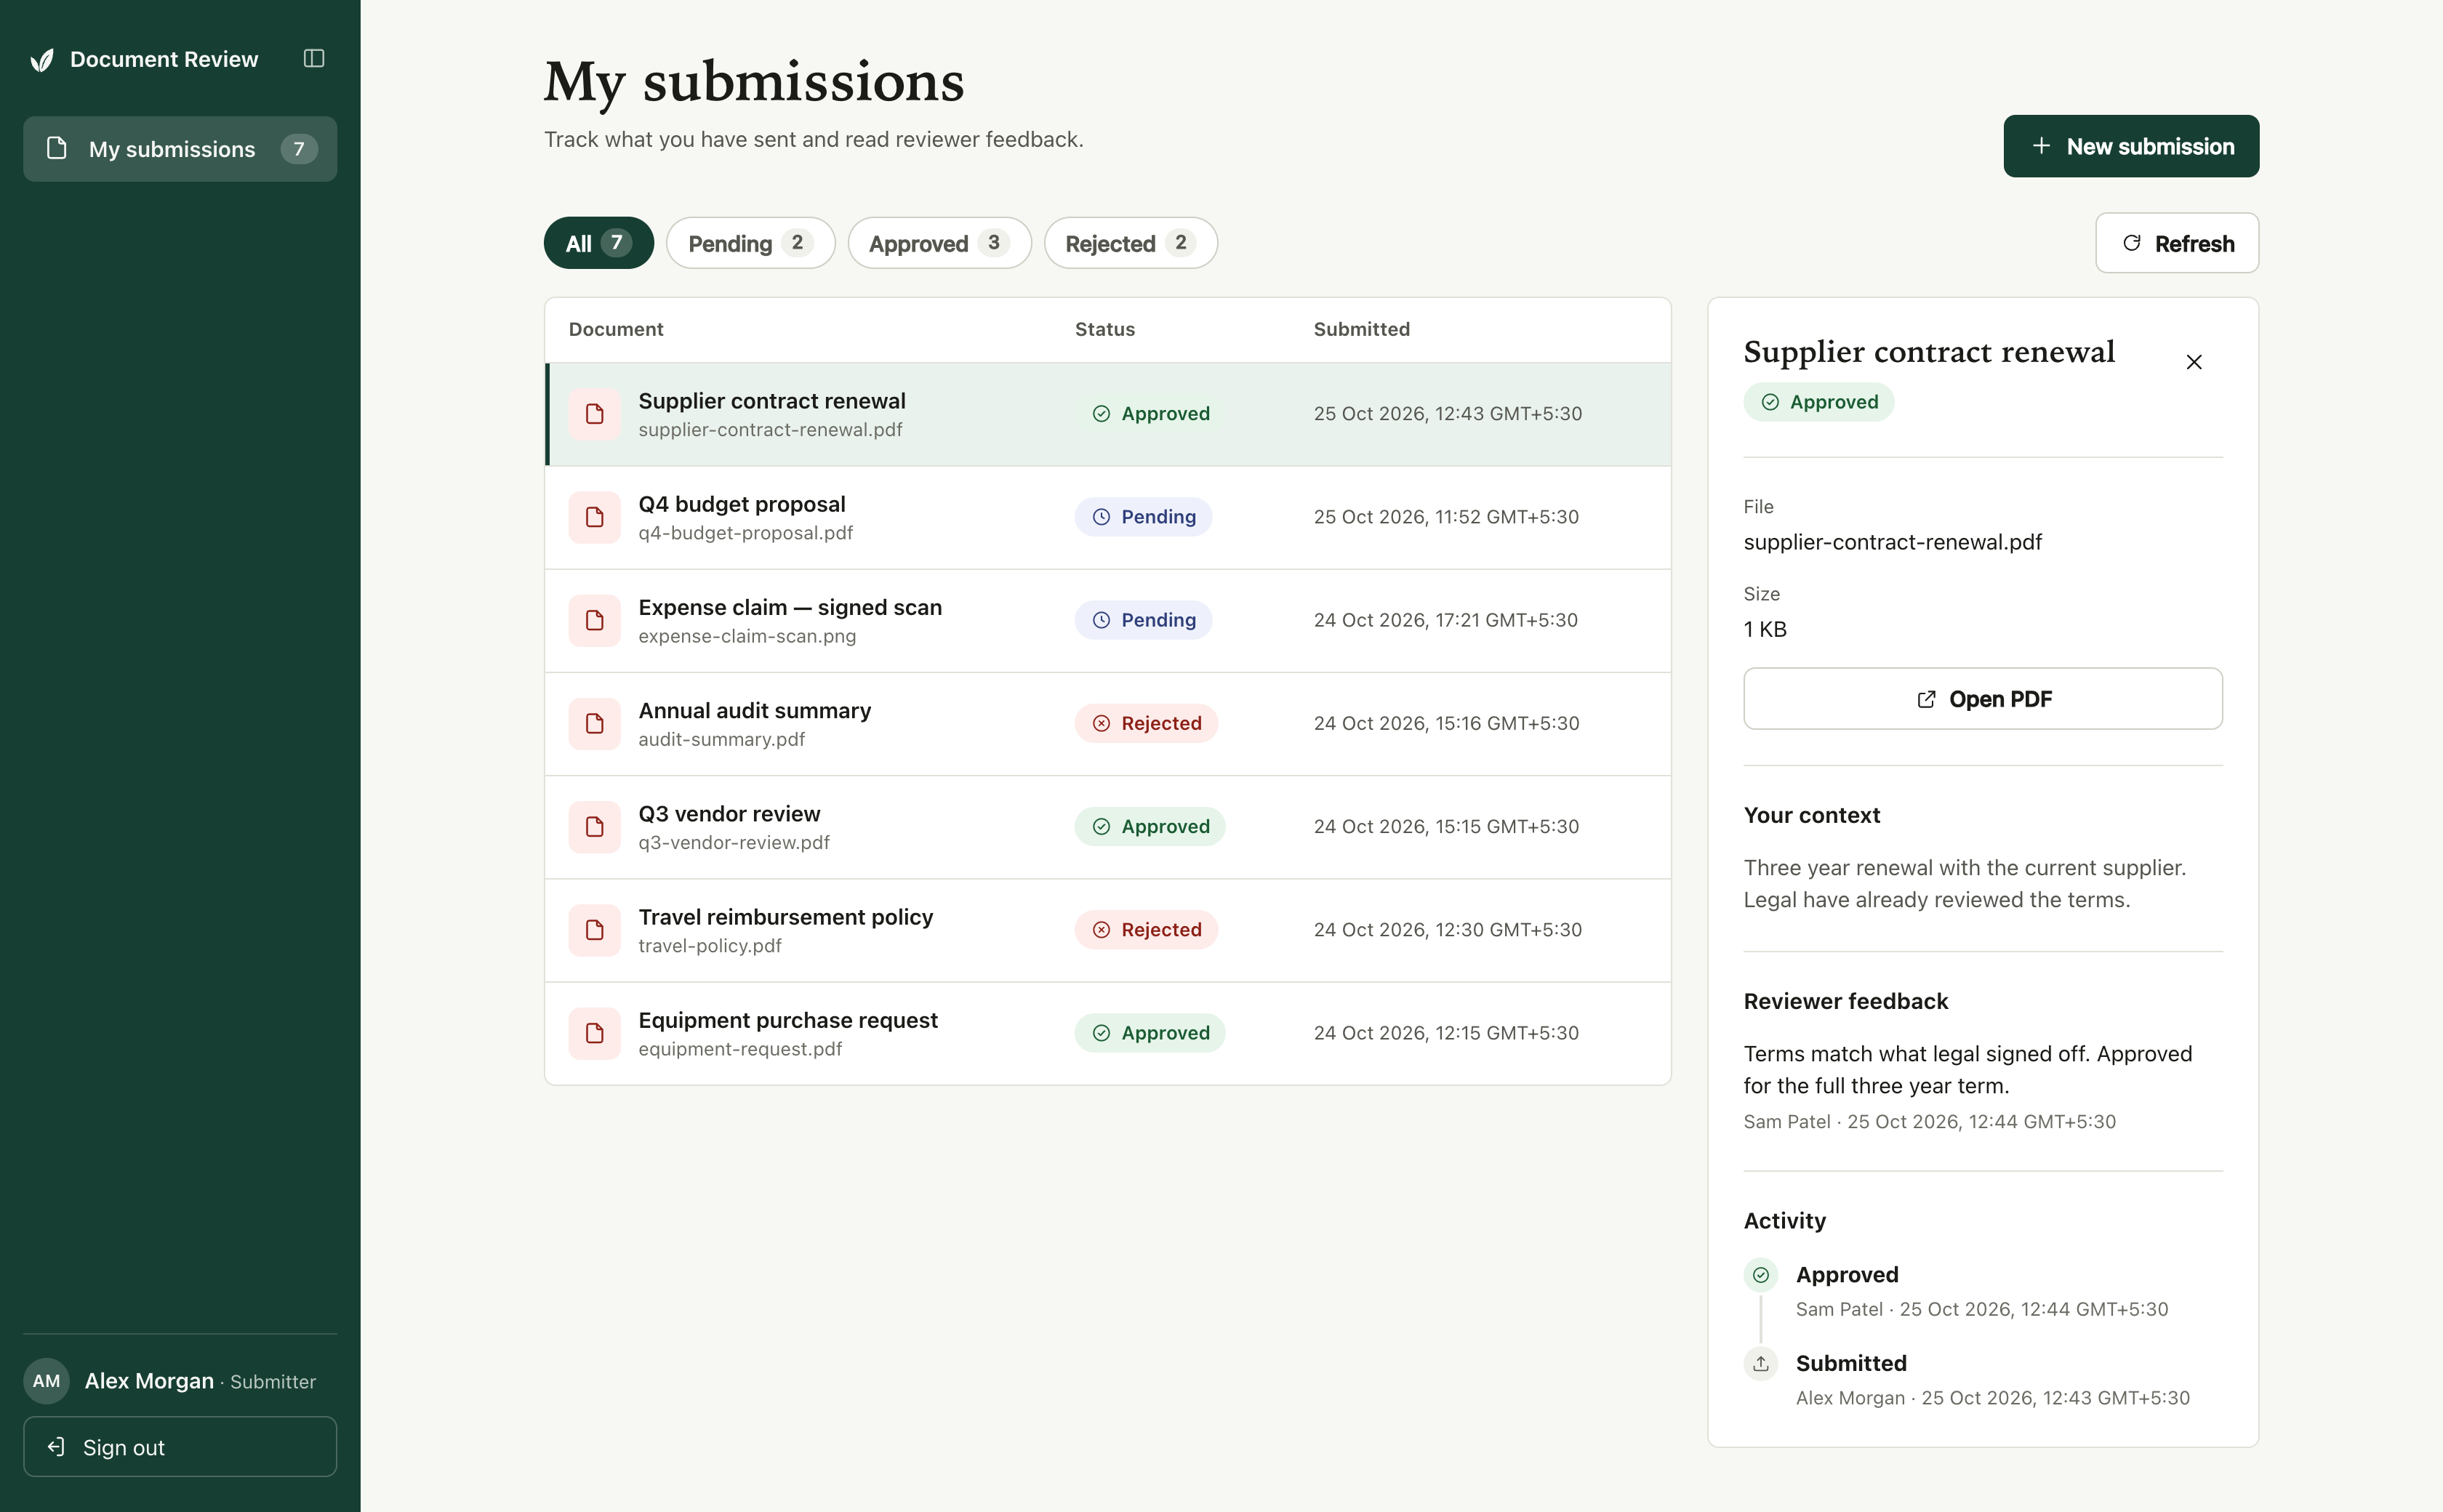 Document Review
My submissions 7
AM Alex Morgan · Submitter
Sign out
My submissions
Track what you have sent and read reviewer feedback.
New submission
All 7 Pending 2 Approved 3 Rejected 2
Refresh
Document Status Submitted
Supplier contract renewal
supplier-contract-renewal.pdf
Approved
25 Oct 2026, 12:43 GMT+5:30
Q4 budget proposal
q4-budget-proposal.pdf
Pending
25 Oct 2026, 11:52 GMT+5:30
Expense claim — signed scan
expense-claim-scan.png
Pending
24 Oct 2026, 17:21 GMT+5:30
Annual audit summary
audit-summary.pdf
Rejected
24 Oct 2026, 15:16 GMT+5:30
Q3 vendor review
q3-vendor-review.pdf
Approved
24 Oct 2026, 15:15 GMT+5:30
Travel reimbursement policy
travel-policy.pdf
Rejected
24 Oct 2026, 12:30 GMT+5:30
Equipment purchase request
equipment-request.pdf
Approved
24 Oct 2026, 12:15 GMT+5:30
Supplier contract renewal
Approved
File
supplier-contract-renewal.pdf
Size
1 KB
Open PDF
Your context
Three year renewal with the current supplier.
Legal have already reviewed the terms.
Reviewer feedback
Terms match what legal signed off. Approved
for the full three year term.
Sam Patel · 25 Oct 2026, 12:44 GMT+5:30
Activity
Approved
Sam Patel · 25 Oct 2026, 12:44 GMT+5:30
Submitted
Alex Morgan · 25 Oct 2026, 12:43 GMT+5:30